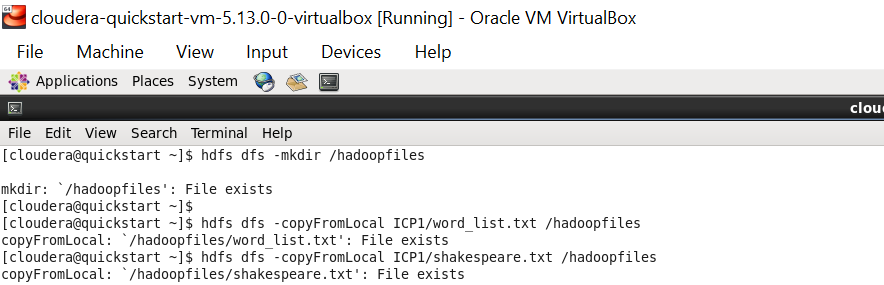 64
cloudera-quickstart-vm-5.13.0-0-virtualbox [Running] - Oracle VM VirtualBox
File Machine View Input Devices Help
Applications Places System
clou
File Edit View Search Terminal Help
[cloudera@quickstart ~]$ hdfs dfs -mkdir /hadoopfiles
mkdir: `/hadoopfiles': File exists
[cloudera@quickstart ~]$
[cloudera@quickstart ~]$ hdfs dfs -copyFromLocal ICP1/word_list.txt /hadoopfiles
copyFromLocal: `/hadoopfiles/word_list.txt': File exists
[cloudera@quickstart ~]$ hdfs dfs -copyFromLocal ICP1/shakespeare.txt /hadoopfiles
copyFromLocal: `/hadoopfiles/shakespeare.txt': File exists